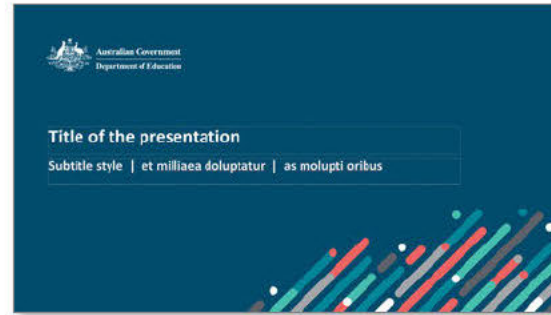 Australian Government
Department of Education
Title of the presentation
Subtitle style | et milliaea doluptatur | as molupti oribus